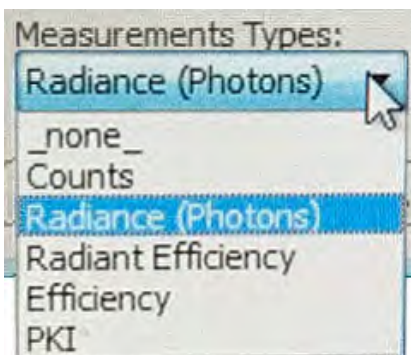 Measurements Types:
Radiance (Photons)
_none_
Counts
Radiance (Photons)
Radiant Efficiency
Efficiency
PKI